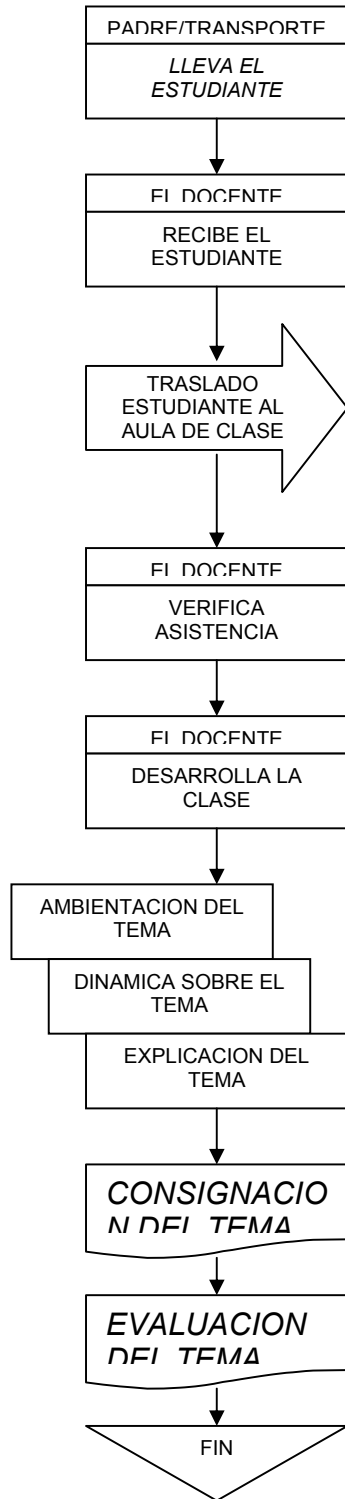 PADRE/TRANSPORTE
LLEVA EL
ESTUDIANTE
EL DOCENTE
RECIBE EL
ESTUDIANTE
TRASLADO
ESTUDIANTE AL
AULA DE CLASE
EL DOCENTE
VERIFICA
ASISTENCIA
EL DOCENTE
DESARROLLA LA
CLASE
AMBIENTACION DEL
TEMA
DINAMICA SOBRE EL
TEMA
EXPLICACION DEL
TEMA
CONSIGNACIO
N DEL TEMA
EVALUACION
DEL TEMA
FIN